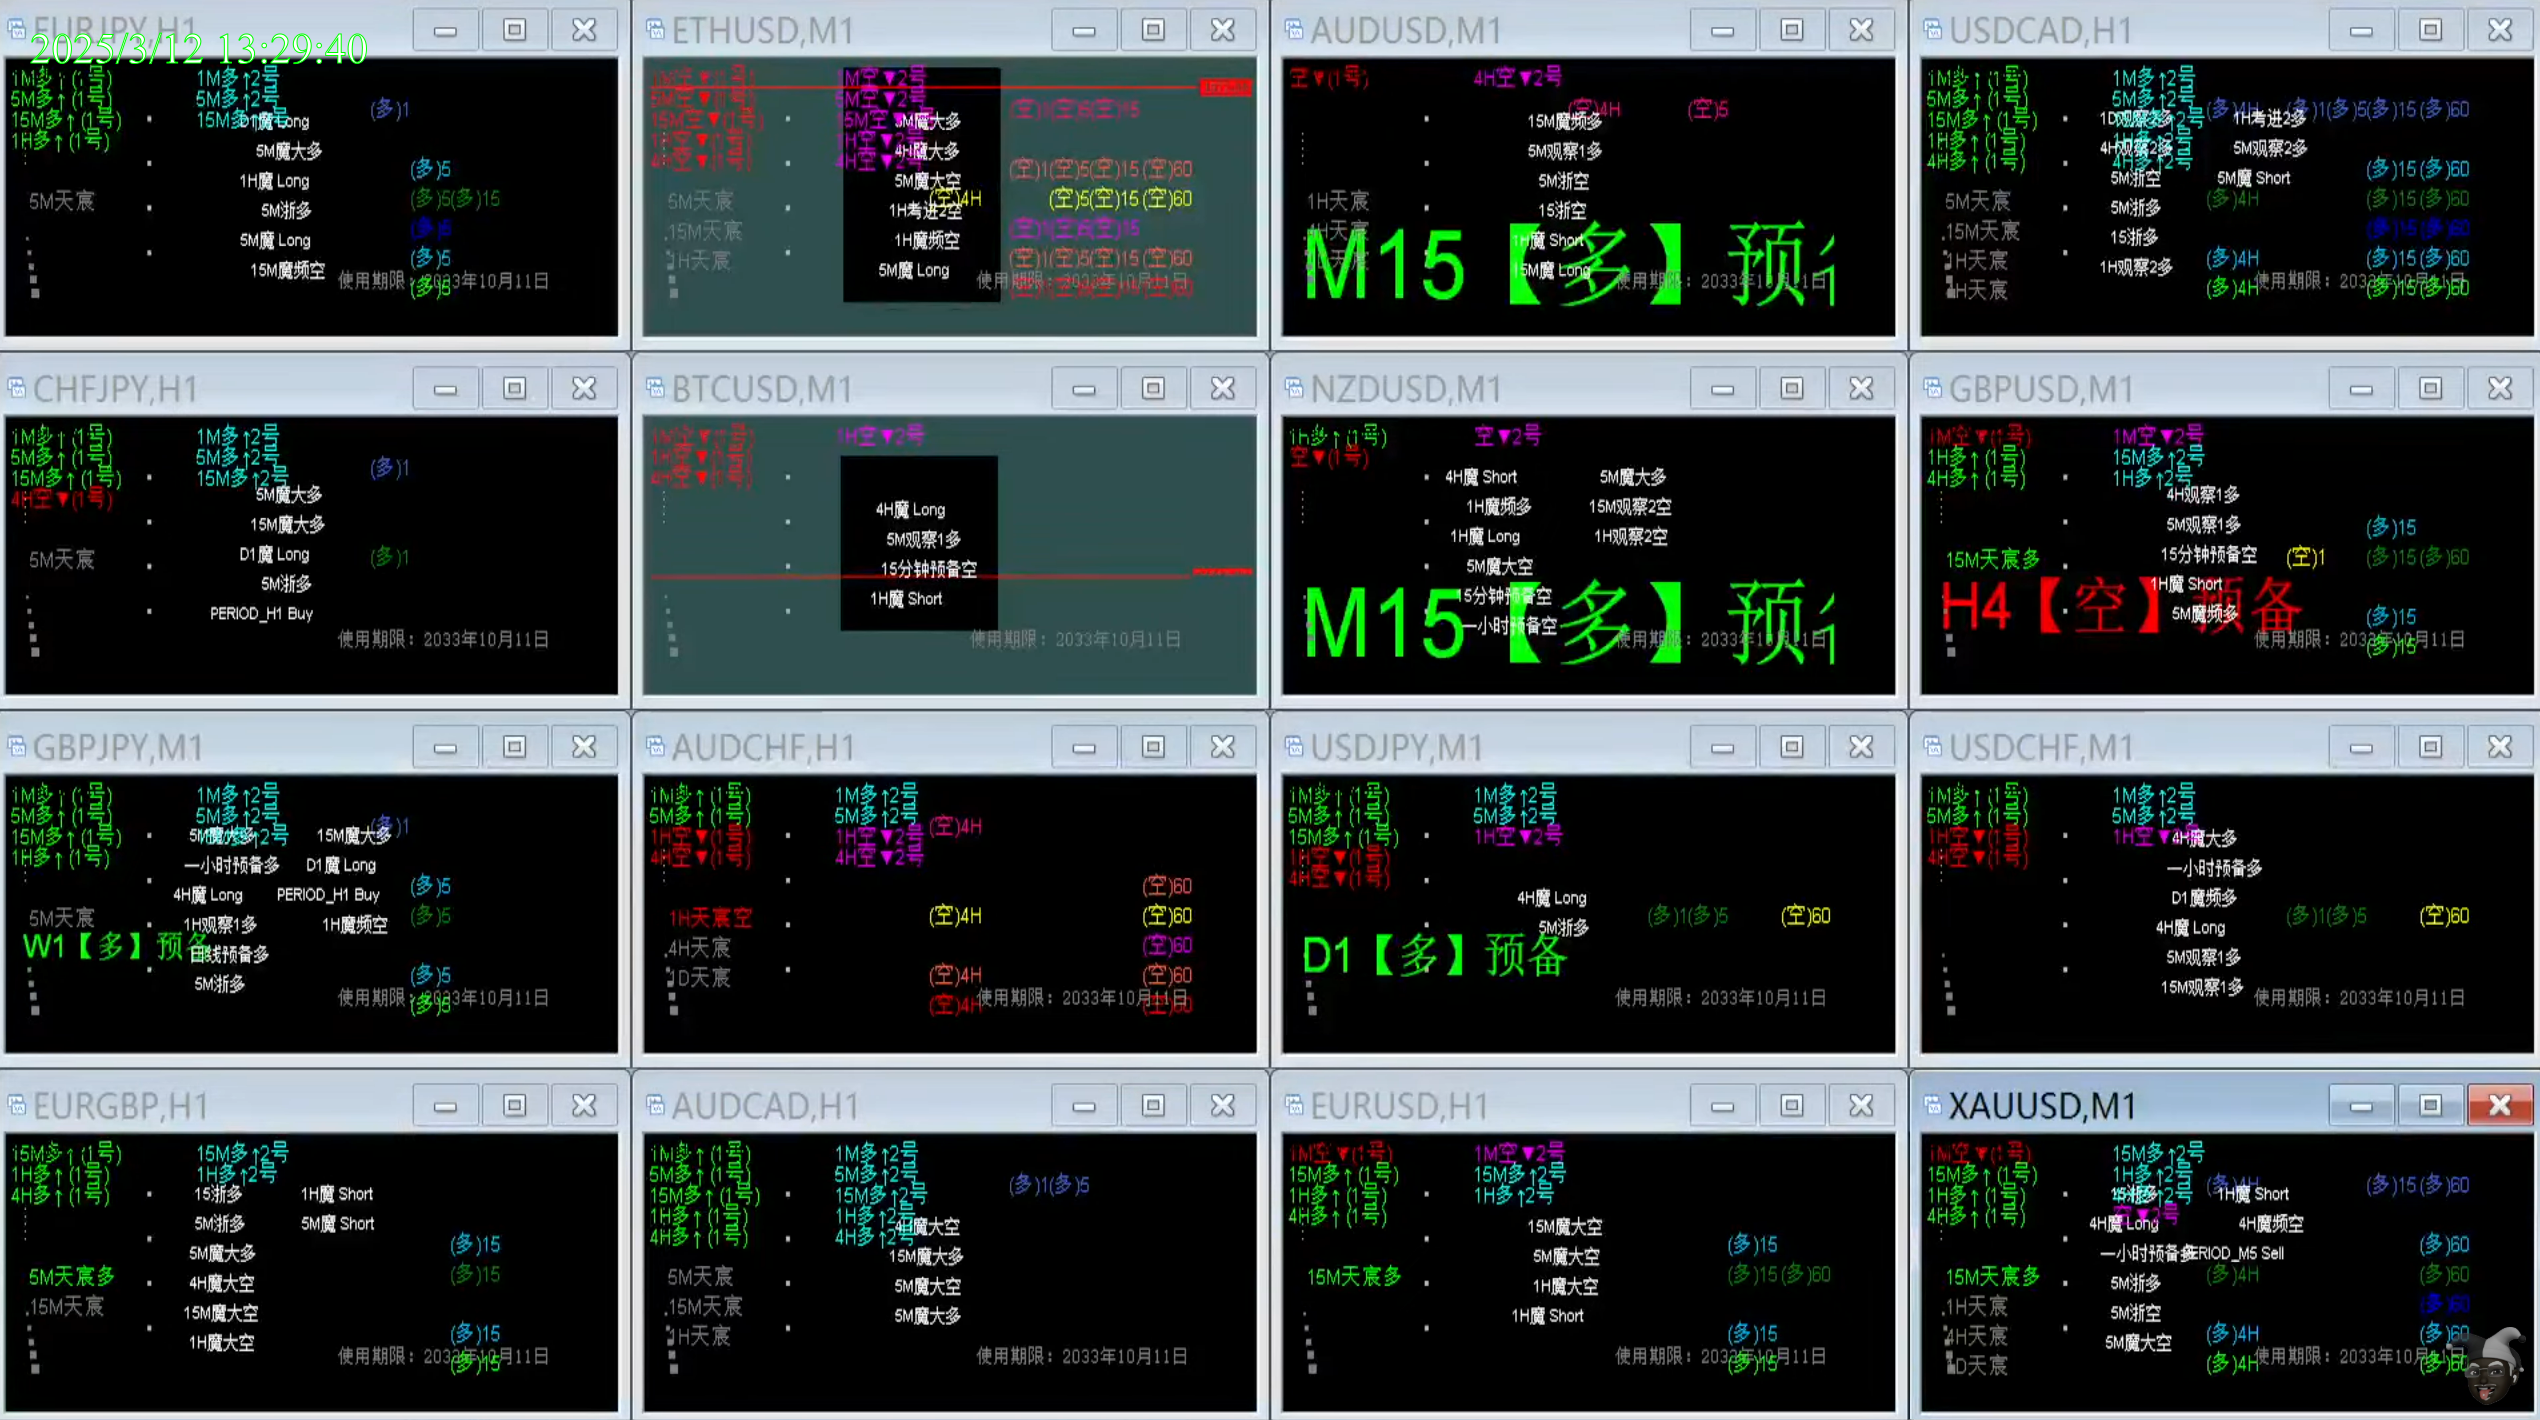 EURJPY,H1
2025/3/12 13:29:40
1M多↑(1号)
5M多↑(1号)
15M多↑(1号)
1H多↑(1号)
1M多↑2号
5M多↑2号
15M多↑2号
(多)1
D1魔 Long
5M魔大多
1H魔 Long
5M浙多
5M魔 Long
15M魔频空
5M天宸
(多)5
(多)5(多)15
(多)5
(多)5
(多)5
使用期限：2033年10月11日
ETHUSD,M1
1M空▼(1号)
5M空▼(1号)
15M空▼(1号)
1H空▼(1号)
4H空▼(1号)
1M空▼2号
5M空▼2号
15M空▼2号
1H空▼2号
4H空▼2号
5M魔大多
4H魔大多
5M魔大空
1H考进2空
1H魔频空
5M魔 Long
5M天宸
15M天宸
1H天宸
(空)1(空)5(空)15
(空)1(空)5(空)15(空)60
(空)4H (空)5(空)15(空)60
(空)1(空)5(空)15
(空)1(空)5(空)15(空)60
AUDUSD,M1
空▼(1号)
4H空▼2号
(空)4H (空)5
15M魔频多
5M观察1多
5M浙空
15浙空
1H魔 Short
15M魔 Long
1H天宸
4H天宸
M15【多】预
使用期限：2033年10月11日
USDCAD,H1
1M多↑(1号)
5M多↑(1号)
15M多↑(1号)
1H多↑(1号)
4H多↑(1号)
1M多↑2号
5M多↑2号
(多)4H (多)1(多)5(多)15(多)60
1H考进2多
4H观察2多
5M观察2多
5M浙空
5M魔 Short
5M浙多
15浙多
1H观察2多
5M天宸
15M天宸
1H天宸
4H天宸
(多)15(多)60
(多)4H (多)15(多)60
(多)15(多)60
(多)4H (多)15(多)60
(多)4H (多)15(多)60
CHFJPY,H1
1M多↑(1号)
5M多↑(1号)
15M多↑(1号)
4H空▼(1号)
1M多↑2号
5M多↑2号
15M多↑2号
(多)1
5M魔大多
15M魔大多
D1魔 Long
5M浙多
PERIOD_H1 Buy
5M天宸
(多)1
使用期限：2033年10月11日
BTCUSD,M1
1M空▼(1号)
1H空▼(1号)
4H空▼(1号)
1H空▼2号
4H魔 Long
5M观察1多
15分钟预备空
1H魔 Short
使用期限：2033年10月11日
NZDUSD,M1
1H多↑(1号)
空▼(1号)
空▼2号
4H魔 Short
5M魔大多
1H魔频多
15M观察2空
1H魔 Long
1H观察2空
5M魔大空
15分钟预备空
一小时预备空
M15【多】预
使用期限：2033年10月11日
GBPUSD,M1
1M空▼(1号)
1H多↑(1号)
4H多↑(1号)
1M空▼2号
15M多↑2号
1H多↑2号
4H观察1多
5M观察1多
15分钟预备空
1H魔 Short
5M魔频多
15M天宸多
H4【空】预备
(多)15
(空)1 (多)15(多)60
(多)15
(多)15
GBPJPY,M1
1M多↑(1号)
5M多↑(1号)
15M多↑(1号)
1H多↑(1号)
1M多↑2号
5M多↑2号
(多)1
5M魔大多
15M魔大多
一小时预备多
D1魔 Long
4H魔 Long
PERIOD_H1 Buy
1H观察1多
1H魔频空
日线预备多
5M浙多
5M天宸
W1【多】预备
(多)5
(多)5
(多)5
(多)5
使用期限：2033年10月11日
AUDCHF,H1
1M多↑(1号)
5M多↑(1号)
1H空▼(1号)
4H空▼(1号)
1M多↑2号
5M多↑2号
1H空▼2号
4H空▼2号
(空)4H
1H天宸空
4H天宸
1D天宸
(空)60
(空)4H (空)60
(空)60
(空)4H (空)60
(空)4H (空)60
使用期限：2033年10月11日
USDJPY,M1
1M多↑(1号)
5M多↑(1号)
15M多↑(1号)
1H空▼(1号)
4H空▼(1号)
1M多↑2号
5M多↑2号
1H空▼2号
4H魔 Long
5M浙多
(多)1(多)5 (空)60
D1【多】预备
使用期限：2033年10月11日
USDCHF,M1
1M多↑(1号)
5M多↑(1号)
1H空▼(1号)
4H空▼(1号)
1M多↑2号
5M多↑2号
1H空▼2号
4H魔大多
一小时预备多
D1魔频多
4H魔 Long
5M观察1多
15M观察1多
(多)1(多)5 (空)60
使用期限：2033年10月11日
EURGBP,H1
15M多↑(1号)
1H多↑(1号)
4H多↑(1号)
15M多↑2号
1H多↑2号
15浙多
1H魔 Short
5M浙多
5M魔 Short
5M魔大多
4H魔大空
15M魔大空
1H魔大空
5M天宸多
15M天宸
(多)15
(多)15
(多)15
(多)15
使用期限：2033年10月11日
AUDCAD,H1
1M多↑(1号)
5M多↑(1号)
15M多↑(1号)
1H多↑(1号)
4H多↑(1号)
1M多↑2号
5M多↑2号
15M多↑2号
1H多↑2号
4H多↑2号
(多)1(多)5
4H魔大空
15M魔大多
5M魔大空
5M魔大多
5M天宸
15M天宸
1H天宸
使用期限：2033年10月11日
EURUSD,H1
1M空▼(1号)
15M多↑(1号)
1H多↑(1号)
4H多↑(1号)
1M空▼2号
15M多↑2号
1H多↑2号
15M魔大空
5M魔大空
1H魔大空
1H魔 Short
15M天宸多
(多)15
(多)15(多)60
(多)15
(多)15
使用期限：2033年10月11日
XAUUSD,M1
1M空▼(1号)
15M多↑(1号)
1H多↑(1号)
4H多↑(1号)
15M多↑2号
1H多↑2号
空▼2号
(多)4H (多)15(多)60
15浙多
1H魔 Short
4H魔 Long
4H魔频空
一小时预备多
PERIOD_M5 Sell
5M浙多
5M浙空
5M魔大空
15M天宸多
1H天宸
4H天宸
1D天宸
(多)60
(多)4H (多)60
(多)60
(多)4H (多)60
(多)4H (多)60